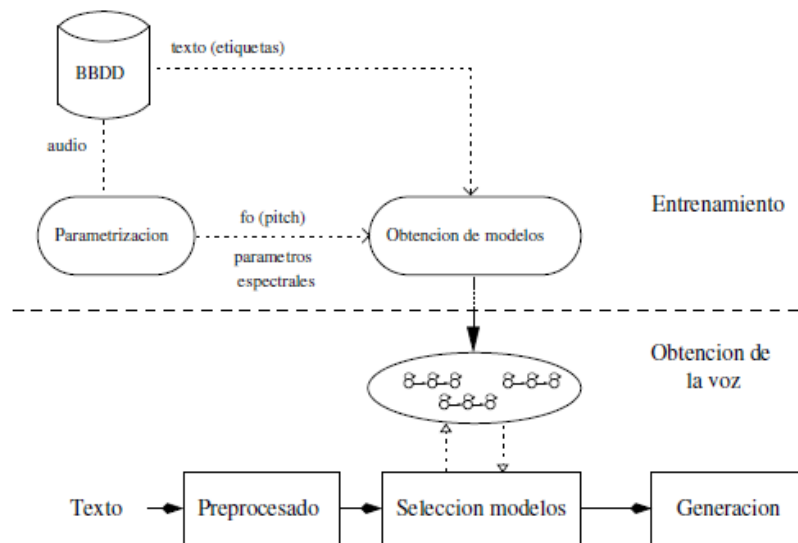 texto (etiquetas)
BBDD
audio
Parametrizacion
fo (pitch)
parametros
espectrales
Obtencion de modelos
Entrenamiento
Obtencion de
la voz
Texto
Preprocesado
Seleccion modelos
Generacion